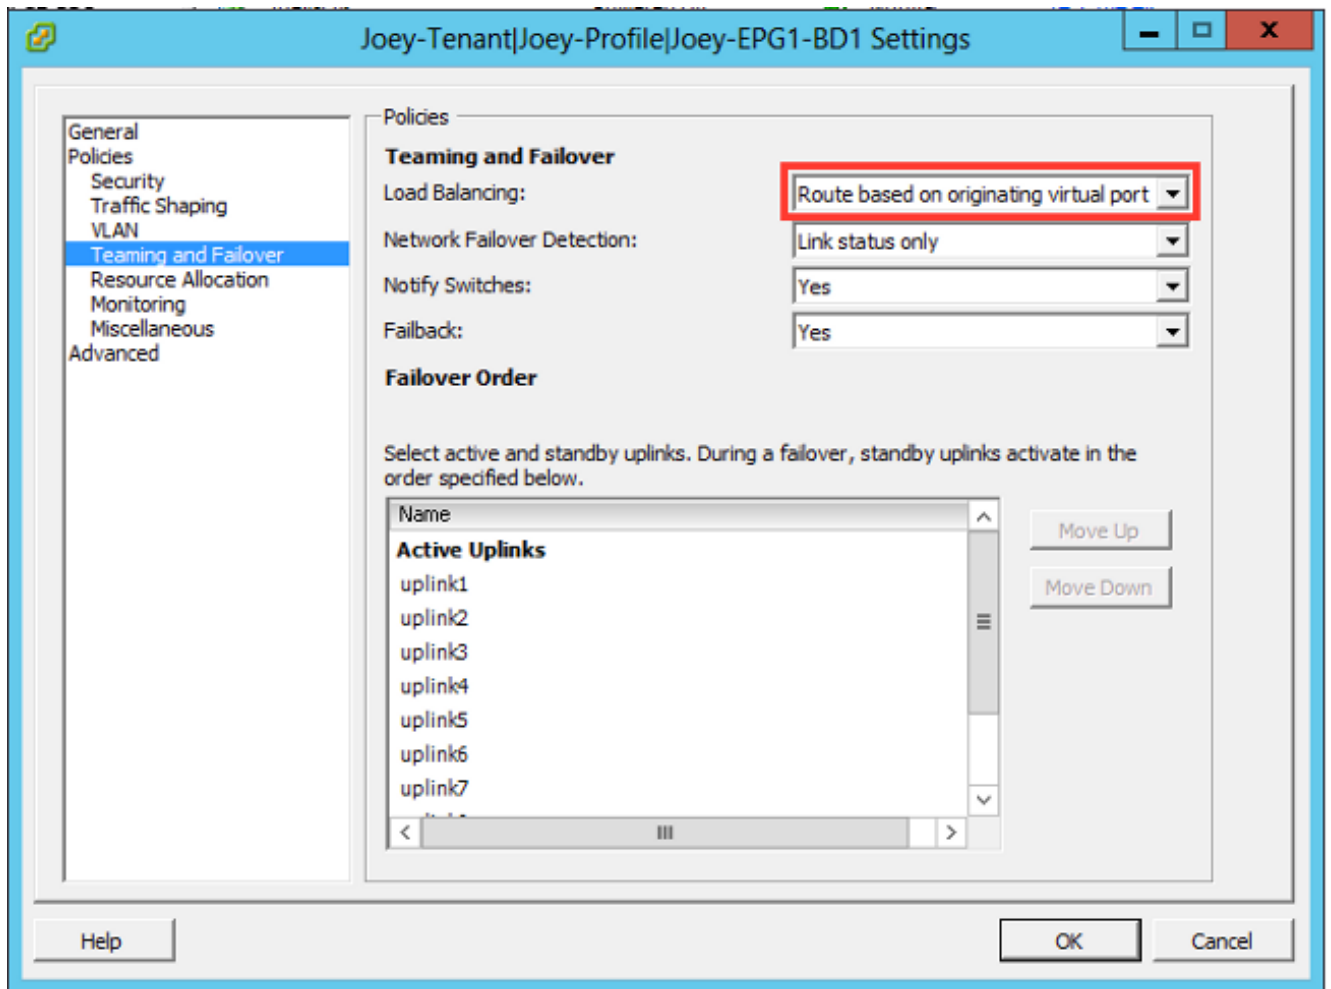 Joey-Tenant|Joey-Profile|Joey-EPG1-BD1 Settings
General
Policies
Security
Traffic Shaping
VLAN
Teaming and Failover
Resource Allocation
Monitoring
Miscellaneous
Advanced
Policies
Teaming and Failover
Load Balancing:
Route based on originating virtual port
Network Failover Detection:
Link status only
Notify Switches:
Yes
Failback:
Yes
Failover Order
Select active and standby uplinks. During a failover, standby uplinks activate in the
order specified below.
Name
Active Uplinks
uplink1
uplink2
uplink3
uplink4
uplink5
uplink6
uplink7
Move Up
Move Down
Help
OK
Cancel